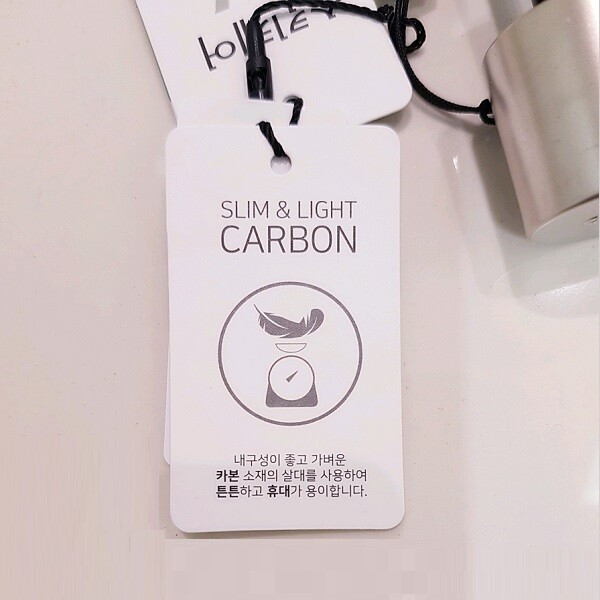 SLIM & LIGHT
CARBON
내구성이 좋고 가벼운
카본 소재의 살대를 사용하여
튼튼하고 휴대가 용이합니다.